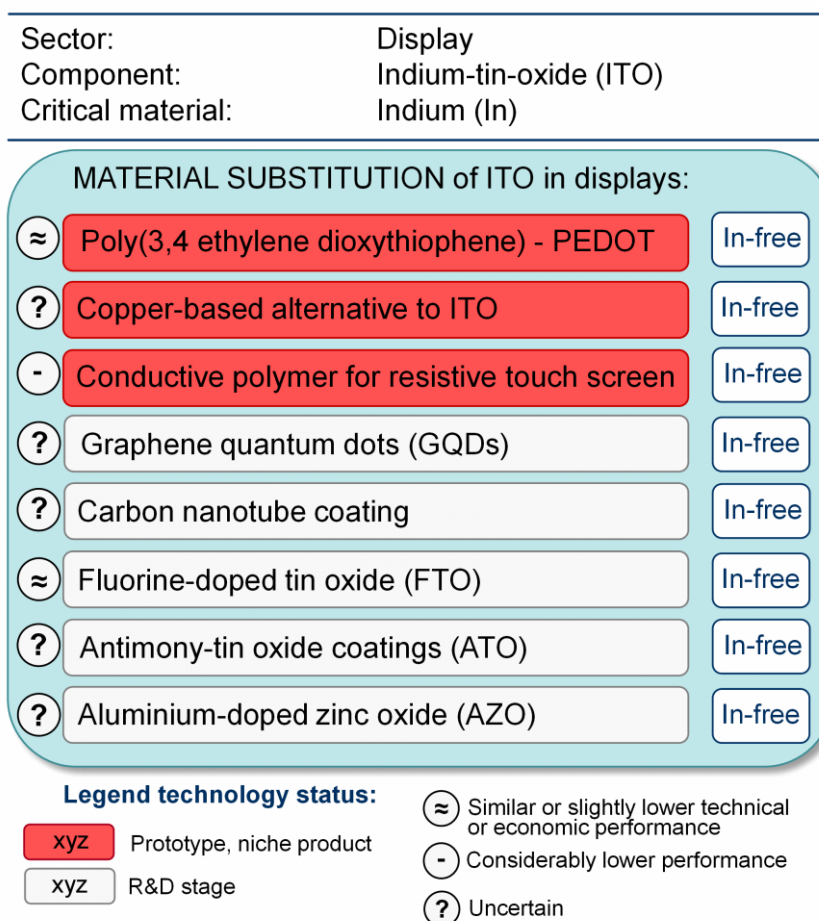 Sector: Display
Component: Indium-tin-oxide (ITO)
Critical material: Indium (In)
MATERIAL SUBSTITUTION of ITO in displays:
≈ Poly(3,4 ethylene dioxythiophene) - PEDOT In-free
? Copper-based alternative to ITO In-free
- Conductive polymer for resistive touch screen In-free
? Graphene quantum dots (GQDs) In-free
? Carbon nanotube coating In-free
≈ Fluorine-doped tin oxide (FTO) In-free
? Antimony-tin oxide coatings (ATO) In-free
? Aluminium-doped zinc oxide (AZO) In-free
Legend technology status:
xyz Prototype, niche product
xyz R&D stage
≈ Similar or slightly lower technical
or economic performance
- Considerably lower performance
? Uncertain